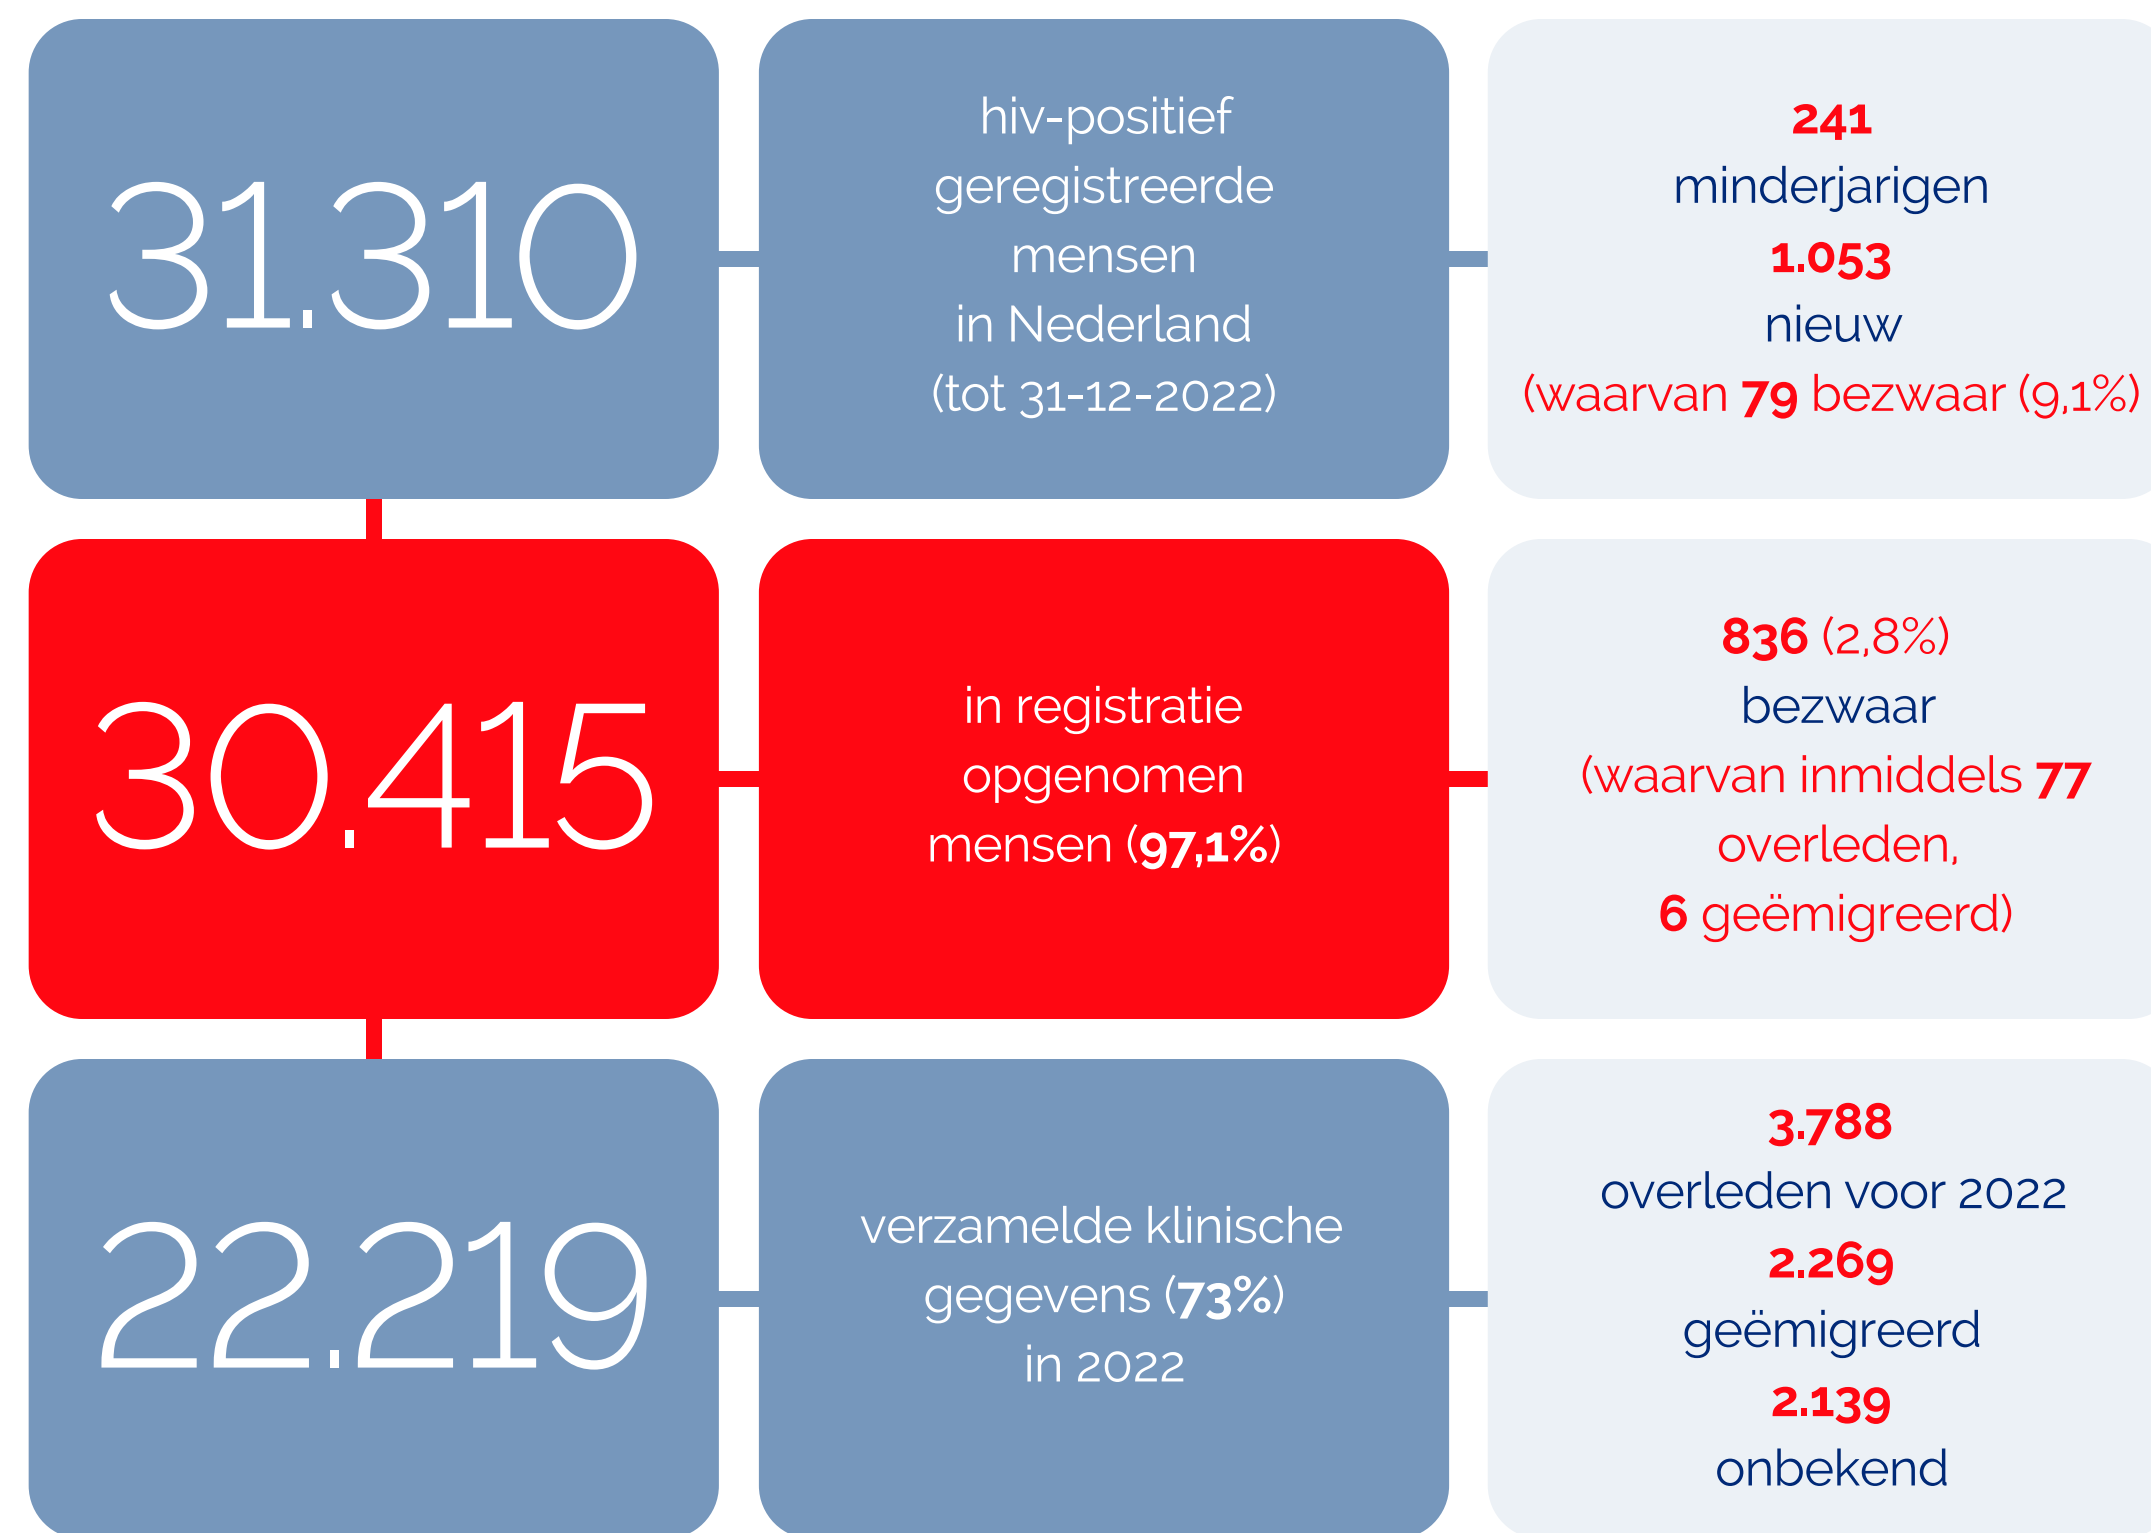 31.310
hiv-positief
geregistreerde
mensen
in Nederland
(tot 31-12-2022)
241
minderjarigen
1.053
nieuw
(waarvan 79 bezwaar (9,1%)
30.415
in registratie
opgenomen
mensen (97,1%)
836 (2,8%)
bezwaar
(waarvan inmiddels 77
overleden,
6 geëmigreerd)
22.219
verzamelde klinische
gegevens (73%)
in 2022
3.788
overleden voor 2022
2.269
geëmigreerd
2.139
onbekend